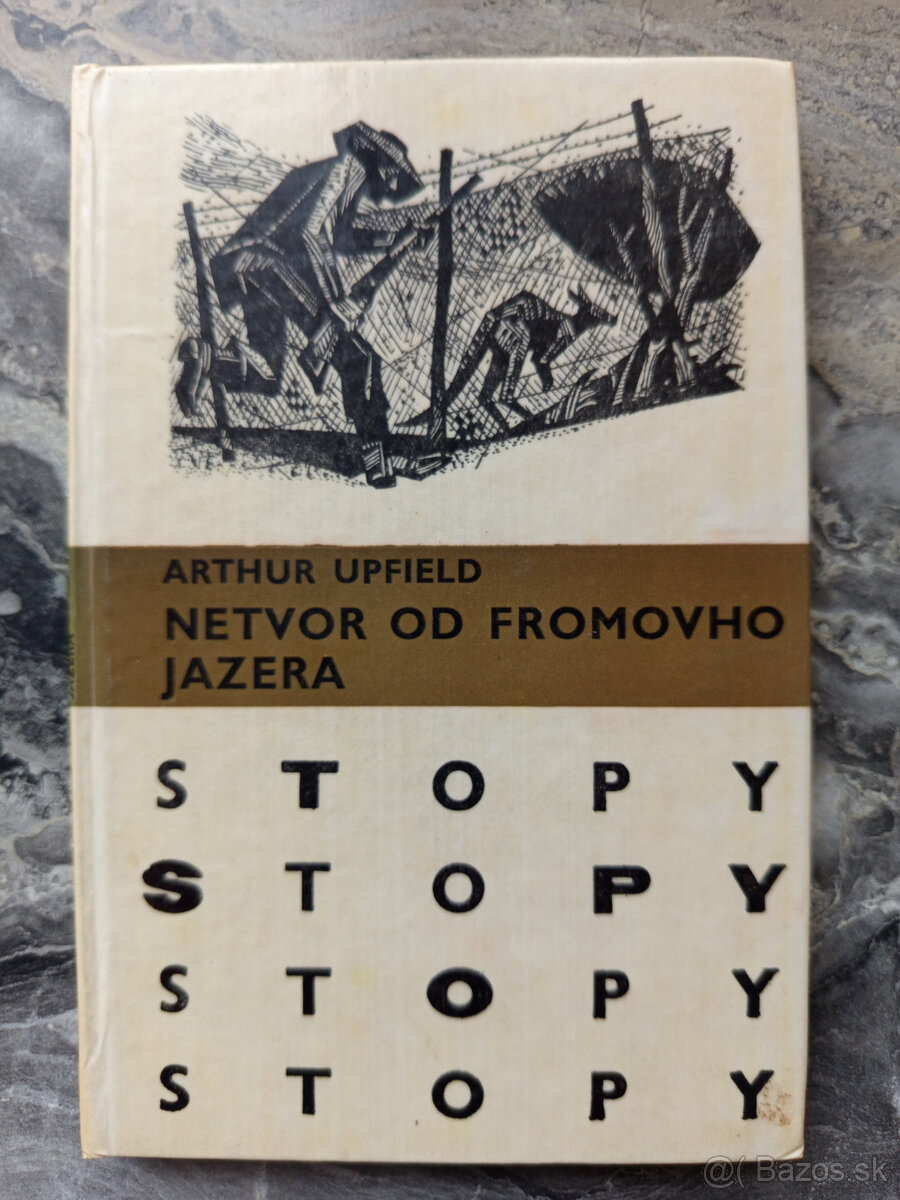 ARTHUR UPFIELD
NETVOR OD FROMOVHO
JAZERA
S T O P Y
S T O P Y
S T O P Y
S T O P Y
@( Bazos.sk